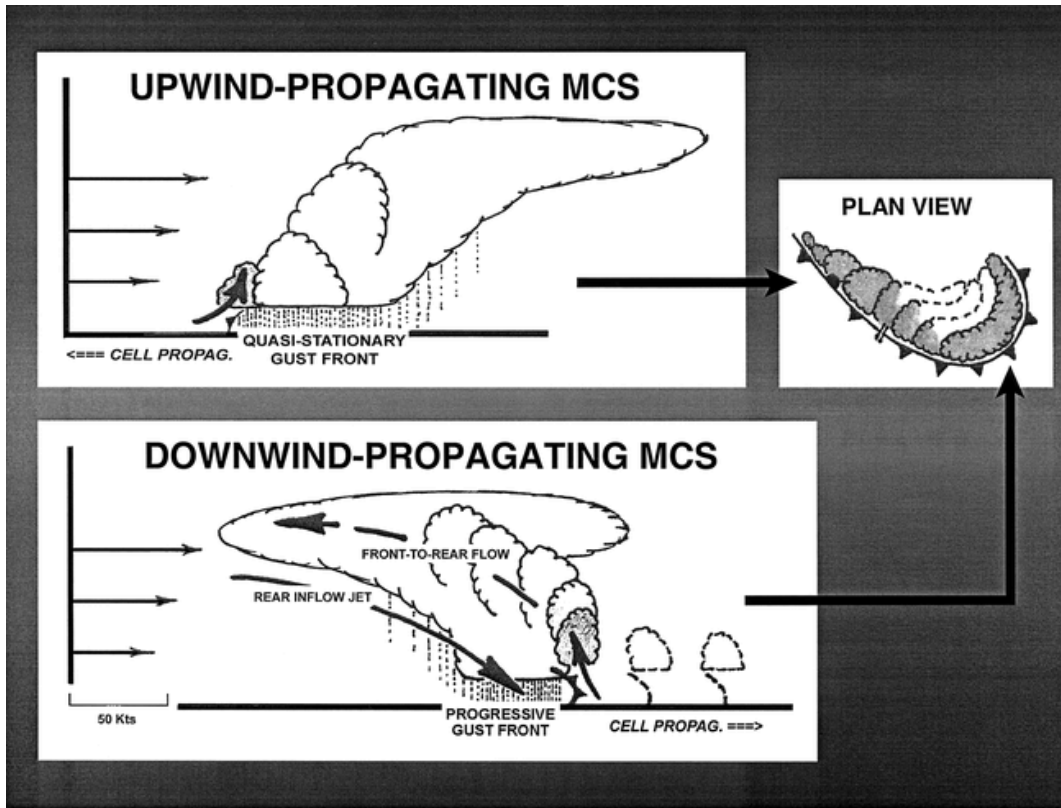 UPWIND-PROPAGATING MCS
QUASI-STATIONARY
GUST FRONT
<=== CELL PROPAG.
PLAN VIEW
DOWNWIND-PROPAGATING MCS
FRONT-TO-REAR FLOW
REAR INFLOW JET
50 Kts
PROGRESSIVE
GUST FRONT
CELL PROPAG. ===>